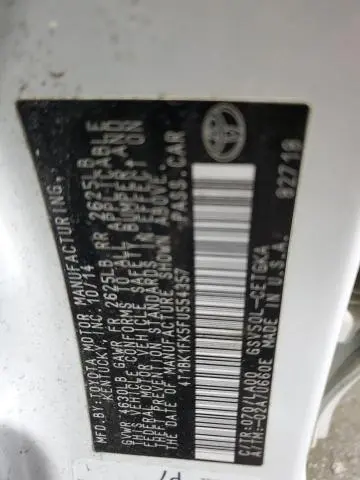 MFD.BY:TOYOTA MOTOR MANUFACTURING,
KENTUCKY, INC. 10/14
GVWR 4630LB GAWR FR 2625LB RR 2625LB
THIS VEHICLE CONFORMS TO ALL APPLICABLE
FEDERAL MOTOR VEHICLE SAFETY, BUMPER, AND
THEFT PREVENTION STANDARDS IN EFFECT ON
THE DATE OF MANUFACTURE SHOWN ABOVE.
4T1BK1FK5FU554357 PASS.CAR
C/TR:070/LA00 GSV50L-CETGKA
A/TM:-02A/U660E MADE IN U.S.A.
82710